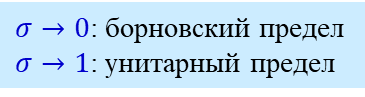 σ → 0: борновский предел
σ → 1: унитарный предел